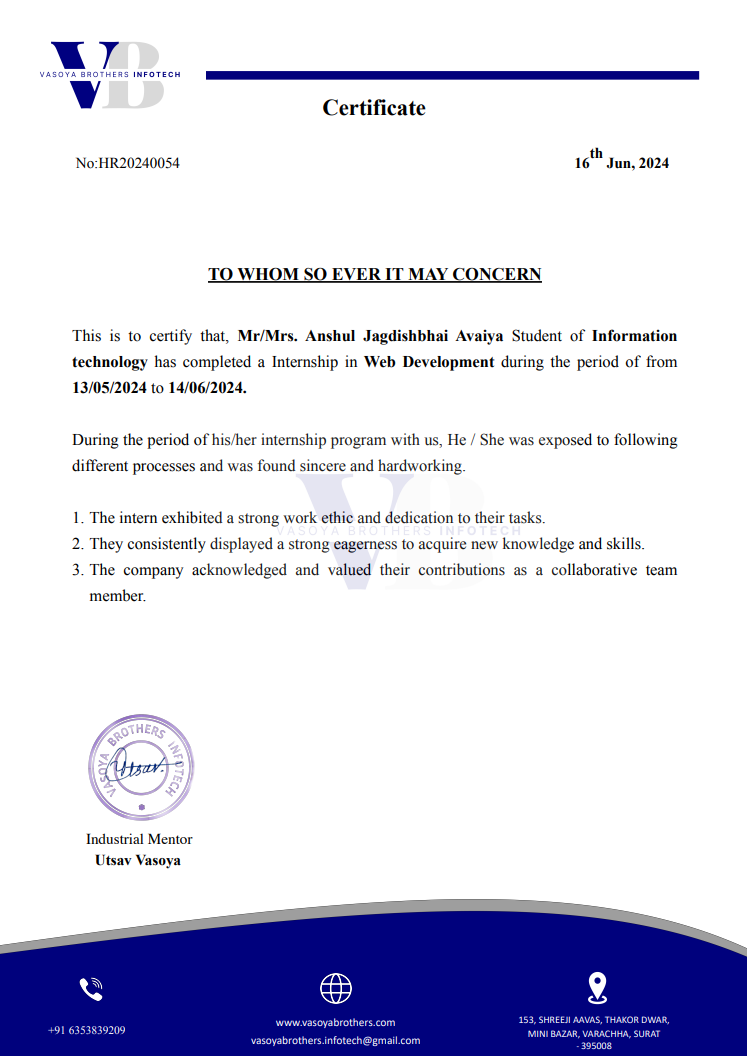 VB
VASOYA BROTHERS INFOTECH
Certificate
No:HR20240054
16th Jun, 2024
TO WHOM SO EVER IT MAY CONCERN
This is to certify that, Mr/Mrs. Anshul Jagdishbhai Avaiya Student of Information
technology has completed a Internship in Web Development during the period of from
13/05/2024 to 14/06/2024.
During the period of his/her internship program with us, He / She was exposed to following
different processes and was found sincere and hardworking.
VB
VASOYA BROTHERS INFOTECH
1. The intern exhibited a strong work ethic and dedication to their tasks.
2. They consistently displayed a strong eagerness to acquire new knowledge and skills.
3. The company acknowledged and valued their contributions as a collaborative team
member.
VASOYA BROTHERS INFOTECH
Utsav.
Industrial Mentor
Utsav Vasoya
+91 6353839209
www.vasoyabrothers.com
vasoyabrothers.infotech@gmail.com
153, SHREEJI AAVAS, THAKOR DWAR,
MINI BAZAR, VARACHHA, SURAT
- 395008